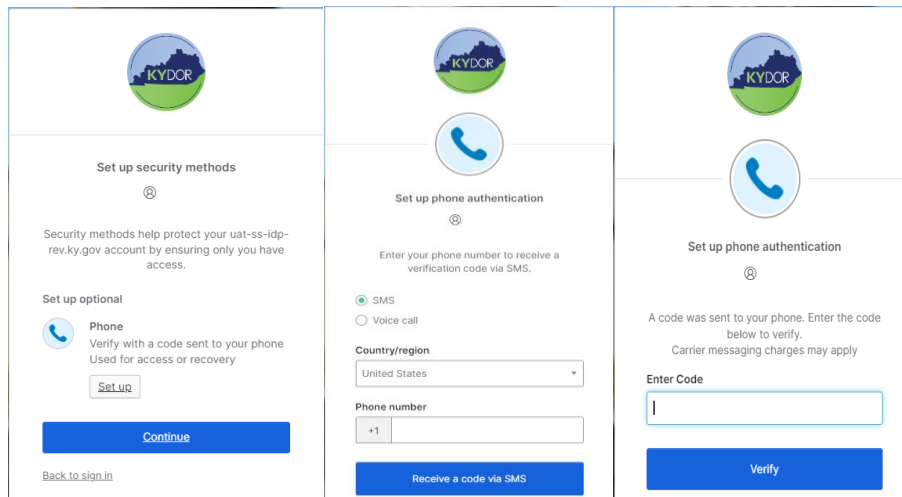 KYDOR
Set up security methods
Security methods help protect your uat-ss-idp-
rev.ky.gov account by ensuring only you have
access.
Set up optional
Phone
Verify with a code sent to your phone
Used for access or recovery
Set up
Continue
Back to sign in
KYDOR
Set up phone authentication
Enter your phone number to receive a
verification code via SMS.
SMS
Voice call
Country/region
United States
Phone number
+1
Receive a code via SMS
KYDOR
Set up phone authentication
A code was sent to your phone. Enter the code
below to verify.
Carrier messaging charges may apply
Enter Code
Verify